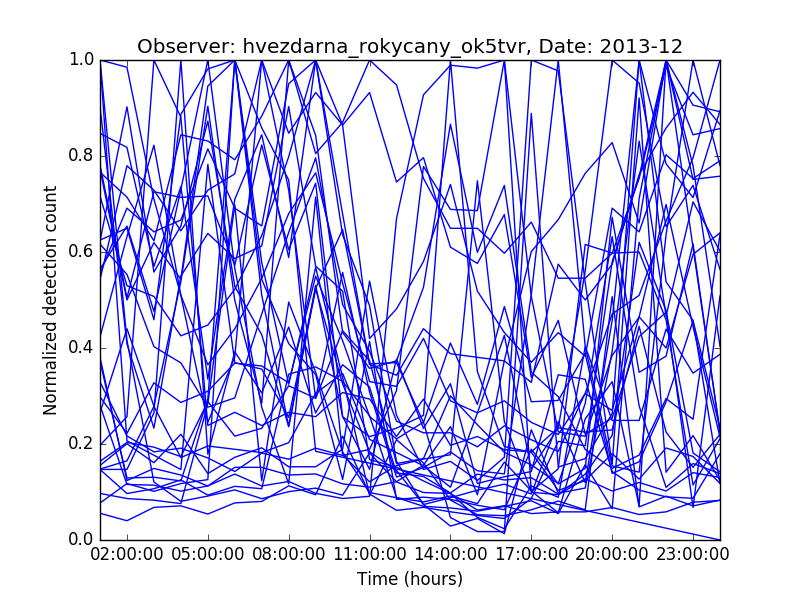 Observer: hvezdarna_rokycany_ok5tvr, Date: 2013-12
1.0
0.8
0.6
0.4
0.2
0.0
Normalized detection count
02:00:00 05:00:00 08:00:00 11:00:00 14:00:00 17:00:00 20:00:00 23:00:00
Time (hours)